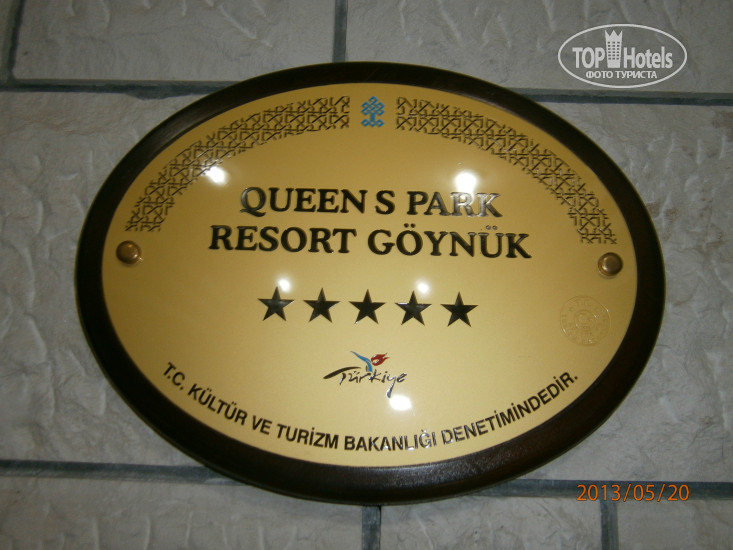 TOP Hotels
ФОТО ТУРИСТА
QUEEN S PARK
RESORT GÖYNÜK
Türkiye
T.C. KÜLTÜR VE TURİZM BAKANLIĞI DENETİMİNDEDİR.
2013/05/20